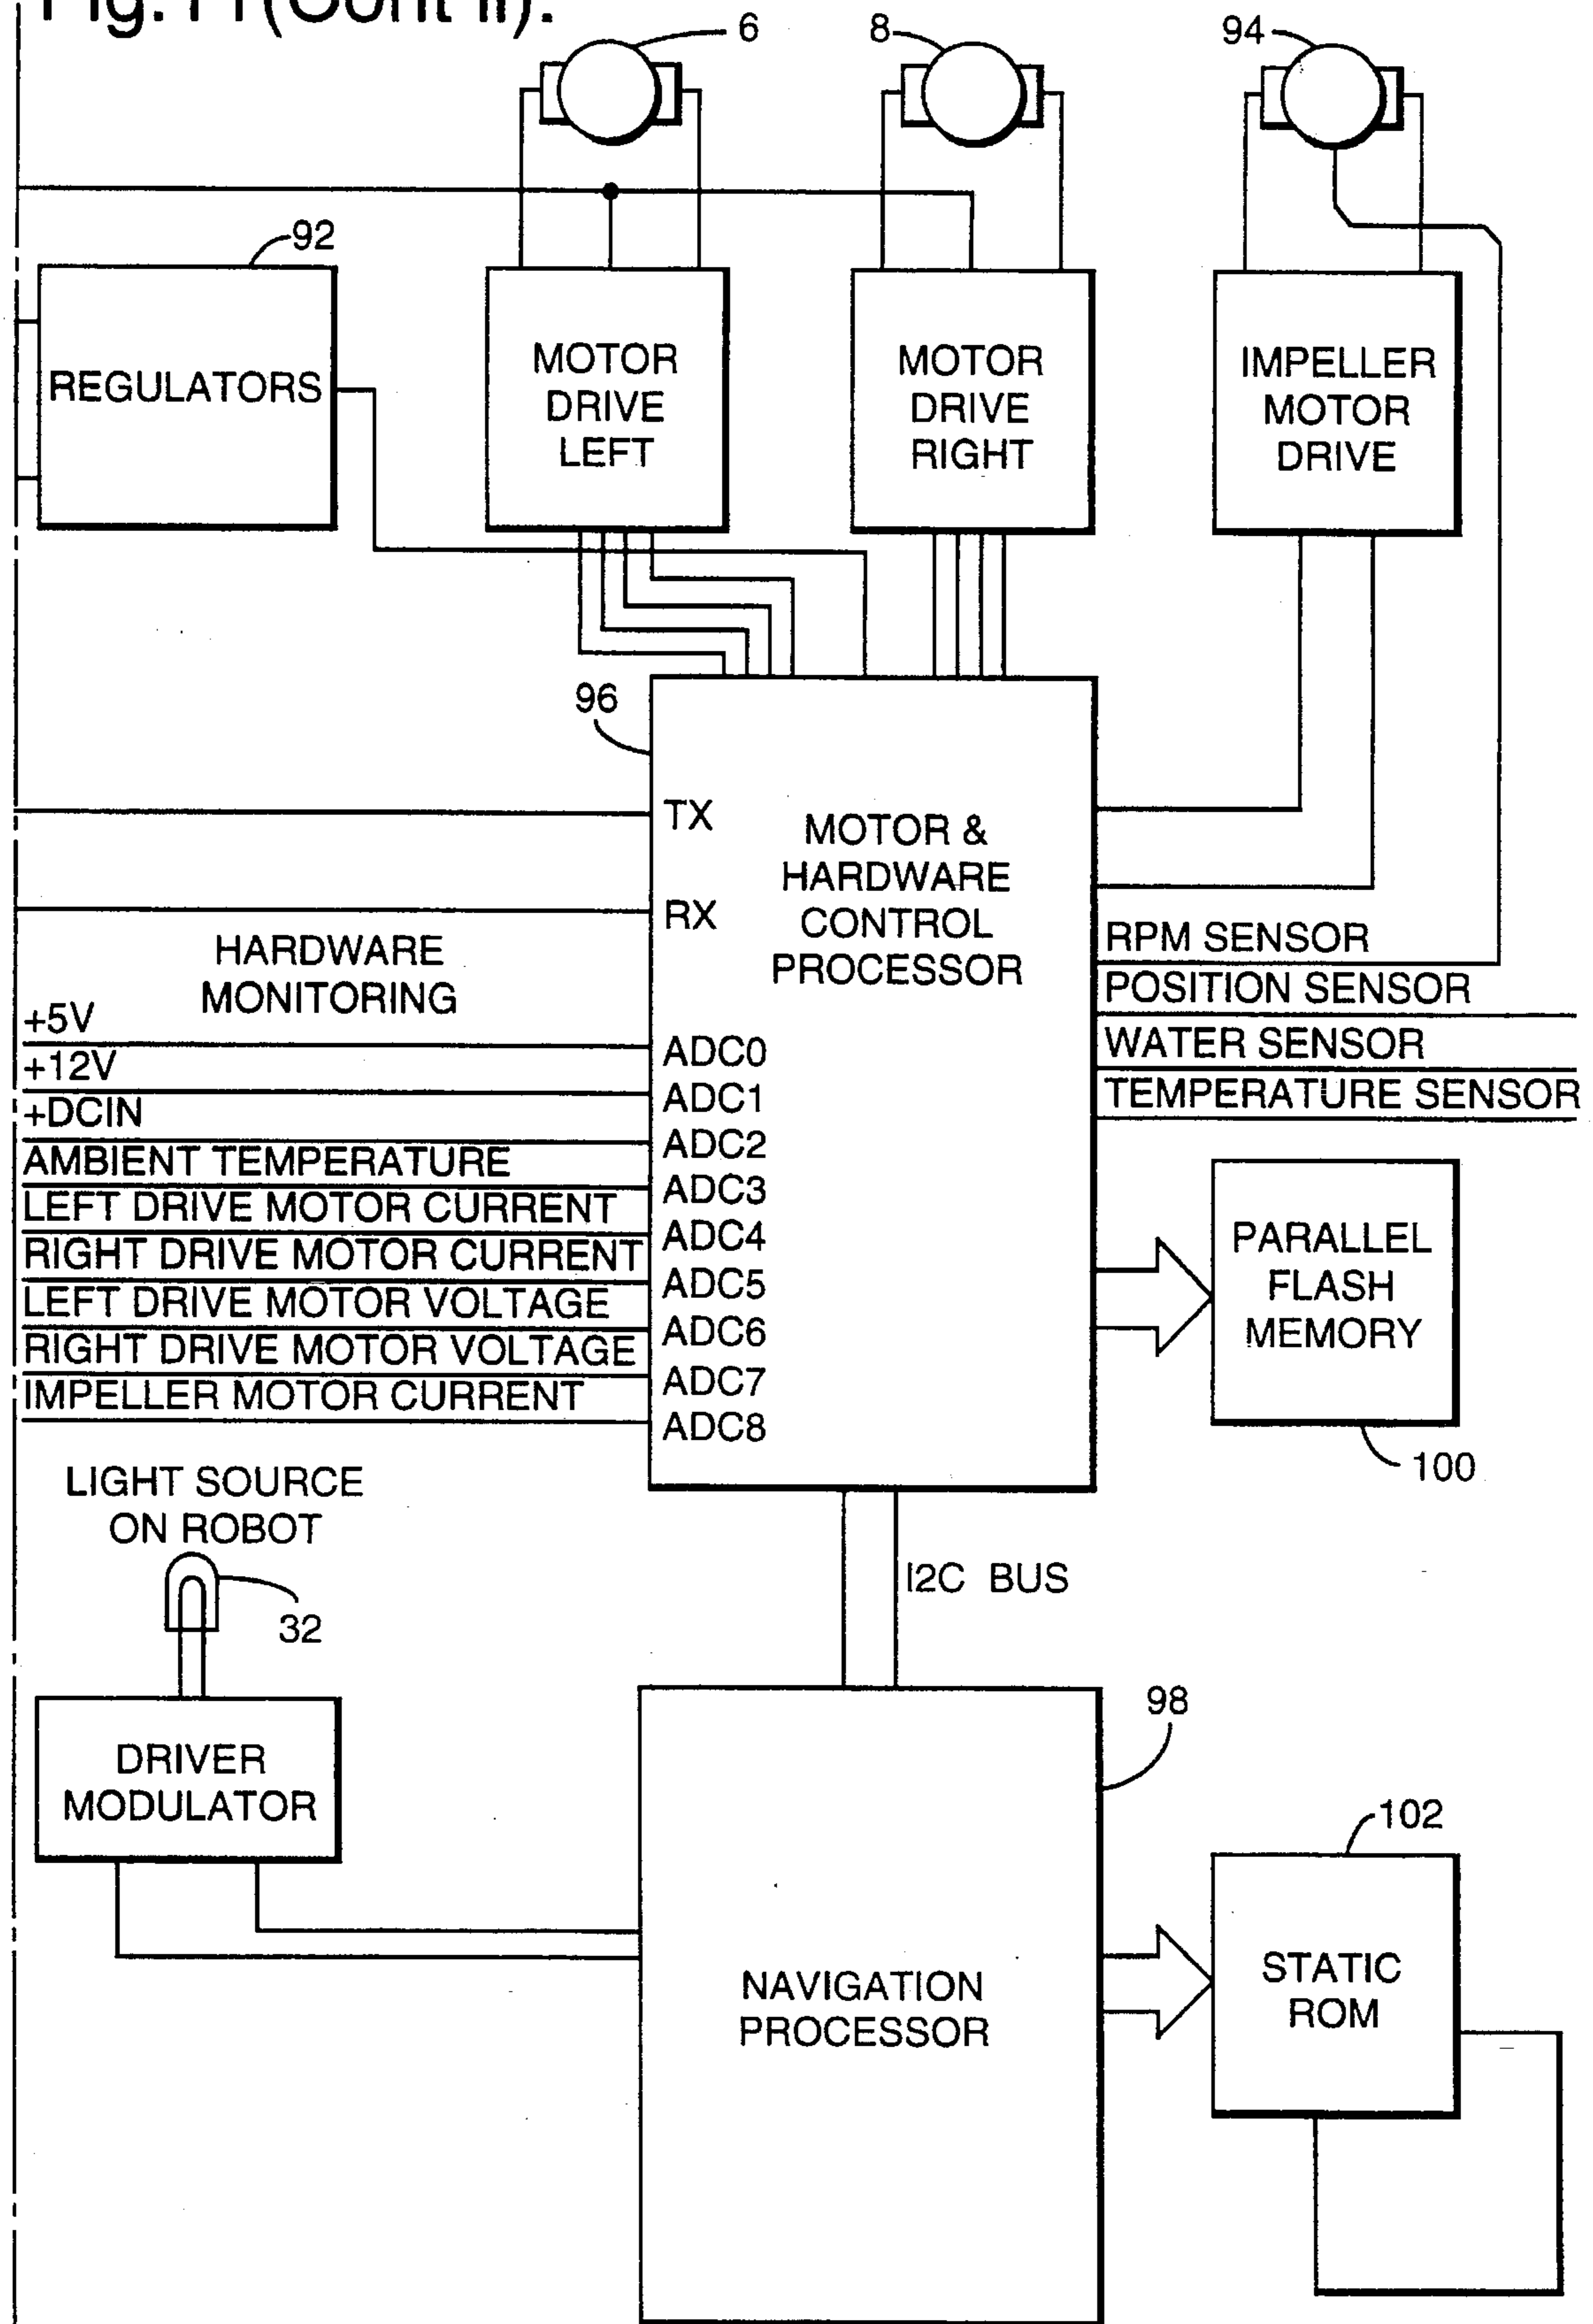 Fig. 11(Cont II).
6
8
94
92
REGULATORS
MOTOR
DRIVE
LEFT
MOTOR
DRIVE
RIGHT
IMPELLER
MOTOR
DRIVE
96
TX
RX
MOTOR &
HARDWARE
CONTROL
PROCESSOR
HARDWARE
MONITORING
+5V
+12V
+DCIN
AMBIENT TEMPERATURE
LEFT DRIVE MOTOR CURRENT
RIGHT DRIVE MOTOR CURRENT
LEFT DRIVE MOTOR VOLTAGE
RIGHT DRIVE MOTOR VOLTAGE
IMPELLER MOTOR CURRENT
ADC0
ADC1
ADC2
ADC3
ADC4
ADC5
ADC6
ADC7
ADC8
RPM SENSOR
POSITION SENSOR
WATER SENSOR
TEMPERATURE SENSOR
PARALLEL
FLASH
MEMORY
100
LIGHT SOURCE
ON ROBOT
32
I2C BUS
DRIVER
MODULATOR
98
NAVIGATION
PROCESSOR
102
STATIC
ROM